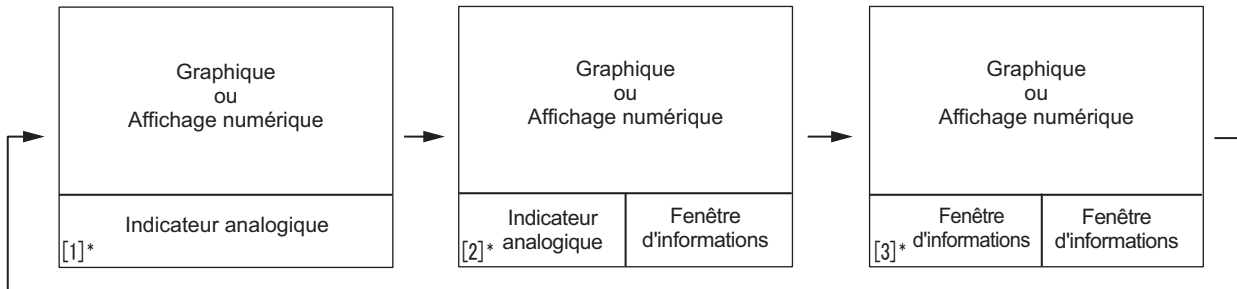 Graphique
ou
Affichage numérique
Indicateur analogique
[1]*
Graphique
ou
Affichage numérique
Indicateur
analogique
[2]*
Fenêtre
d'informations
Graphique
ou
Affichage numérique
Fenêtre
d'informations
[3]*
Fenêtre
d'informations